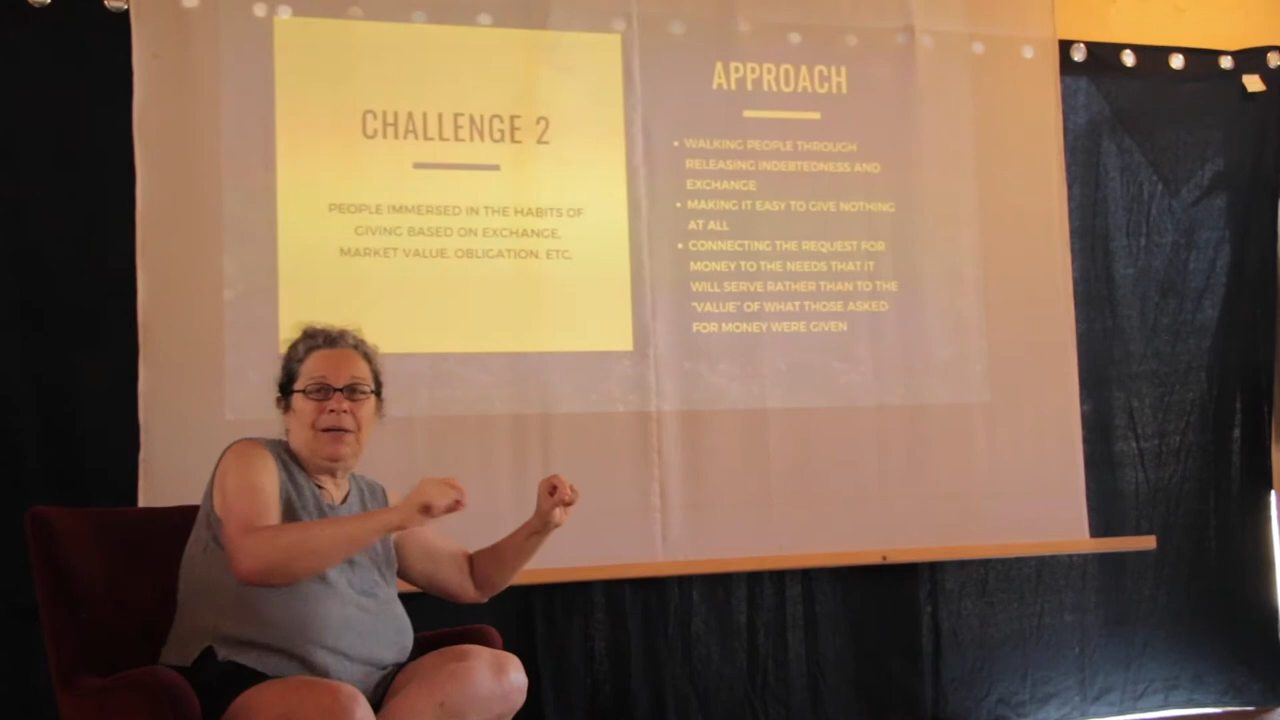 CHALLENGE 2
PEOPLE IMMERSED IN THE HABITS OF
GIVING BASED ON EXCHANGE,
MARKET VALUE, OBLIGATION, ETC.
APPROACH
• WALKING PEOPLE THROUGH
RELEASING INDEBTEDNESS AND
EXCHANGE
• MAKING IT EASY TO GIVE NOTHING
AT ALL
• CONNECTING THE REQUEST FOR
MONEY TO THE NEEDS THAT IT
WILL SERVE RATHER THAN TO THE
"VALUE" OF WHAT THOSE ASKED
FOR MONEY WERE GIVEN